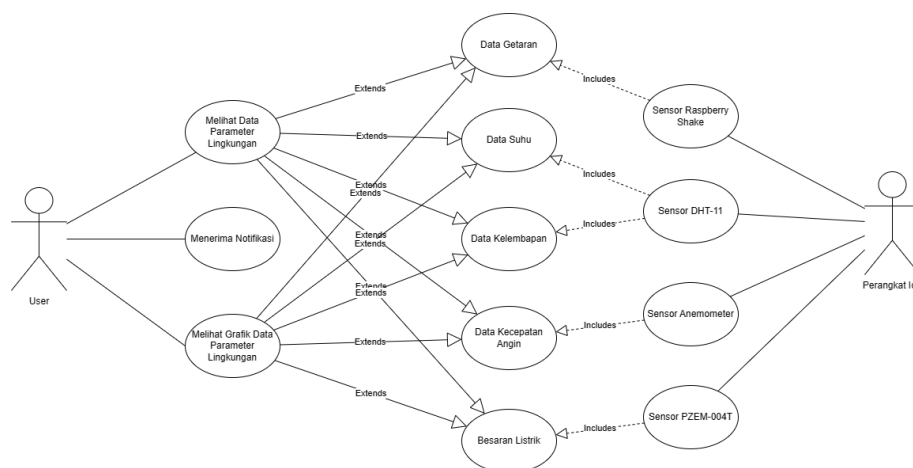 Data Getaran
Extends
Includes
Melihat Data
Parameter
Lingkungan
Sensor Raspberry
Shake
Extends
Data Suhu
Includes
Extends
Extends
Sensor DHT-11
Includes
Menerima Notifikasi
Data Kelembapan
Extends
Extends
User
Perangkat Io
Extends
Melihat Grafik Data
Parameter
Lingkungan
Extends
Data Kecepatan
Angin
Includes
Sensor Anemometer
Extends
Besaran Listrik
Includes
Sensor PZEM-004T